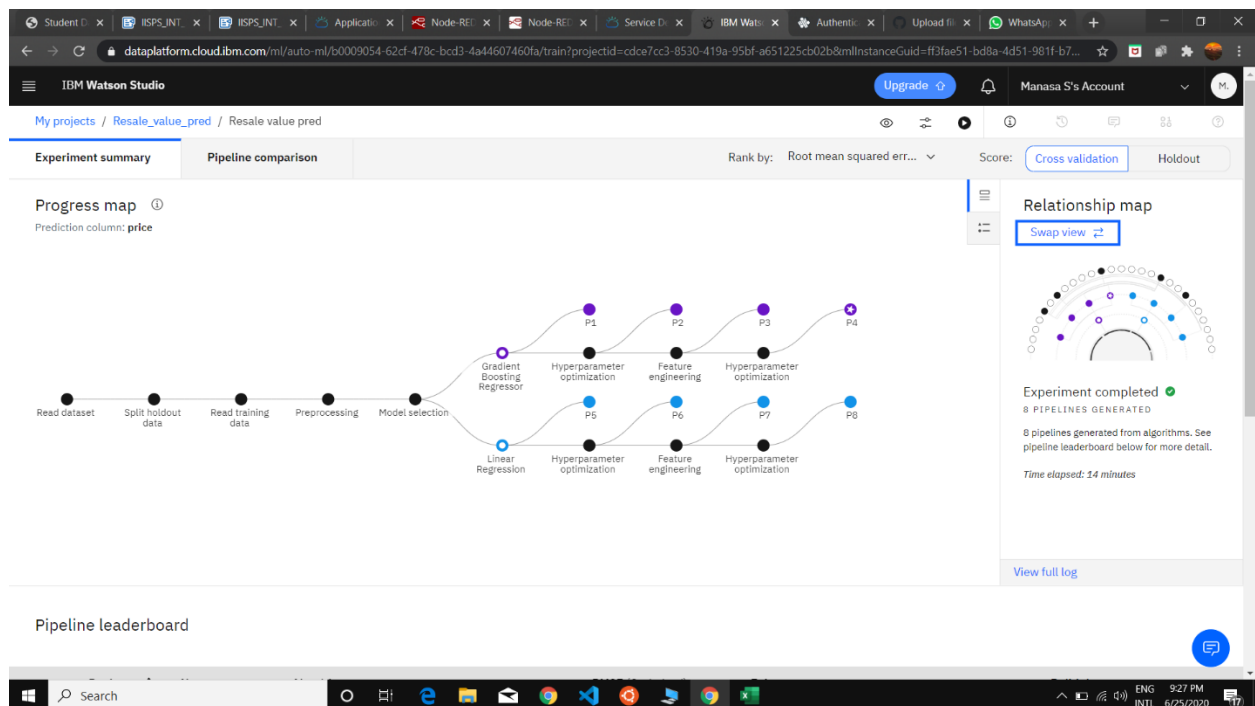 Student D
IISPS_INT_
IISPS_INT_
Applicatio
Node-RED
Node-RED
Service De
IBM Wats
Authentic
Upload fil
WhatsApp
dataplatform.cloud.ibm.com/ml/auto-ml/b0009054-62cf-478c-bcd3-4a44607460fa/train?projectid=cdce7cc3-8530-419a-95bf-a651225cb02b&mlInstanceGuid=ff3fae51-bd8a-4d51-981f-b7...
IBM Watson Studio
Upgrade
Manasa S's Account
M.
My projects / Resale_value_pred / Resale value pred
Experiment summary
Pipeline comparison
Rank by: Root mean squared err...
Score: Cross validation Holdout
Progress map
Prediction column: price
Relationship map
Swap view
P1
P2
P3
P4
Gradient
Boosting
Regressor
Hyperparameter
optimization
Feature
engineering
Hyperparameter
optimization
Read dataset
Split holdout
data
Read training
data
Preprocessing
Model selection
P5
P6
P7
P8
Linear
Regression
Hyperparameter
optimization
Feature
engineering
Hyperparameter
optimization
Experiment completed
8 PIPELINES GENERATED
8 pipelines generated from algorithms. See
pipeline leaderboard below for more detail.
Time elapsed: 14 minutes
View full log
Pipeline leaderboard
Search
ENG
INTL
9:27 PM
6/25/2020
17